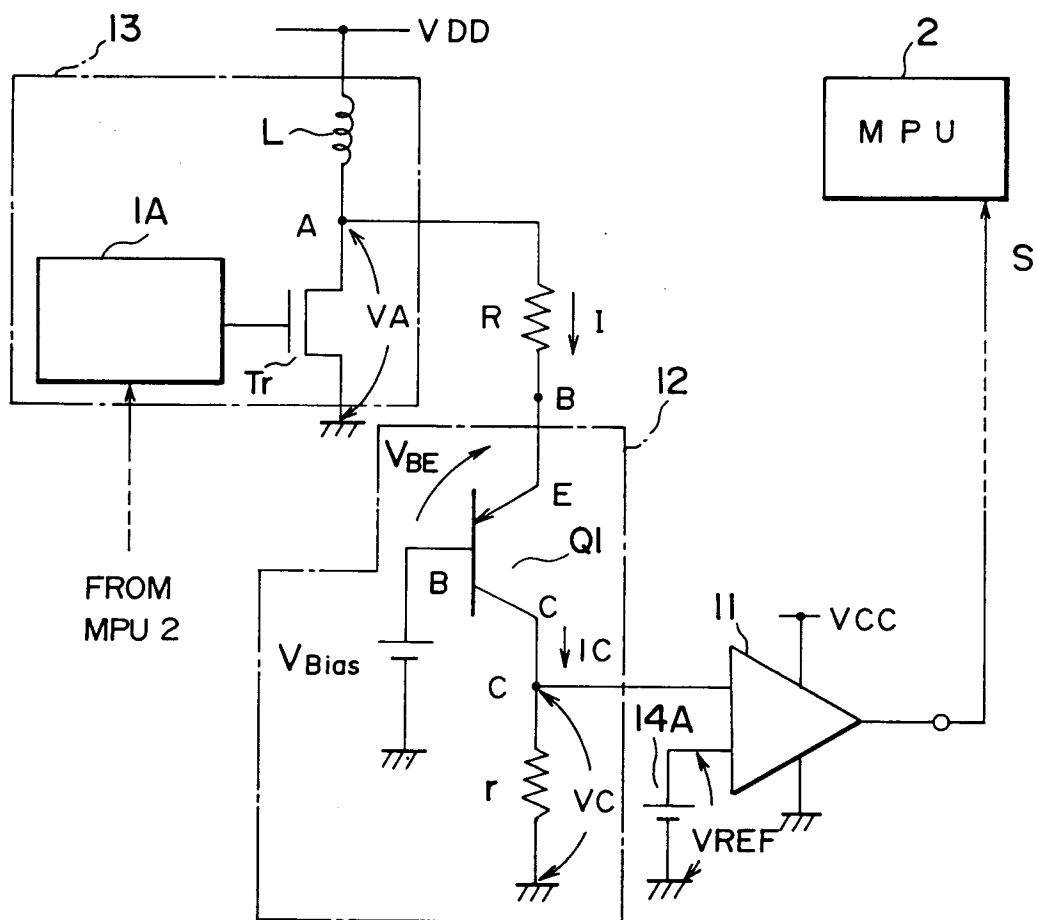 13
VDD
2
MPU
L
A
1A
S
VA
R
I
Tr
B
12
VBE
E
Q1
B
FROM
MPU 2
C
11
VCC
IC
VBias
C
14A
r
VC
VREF